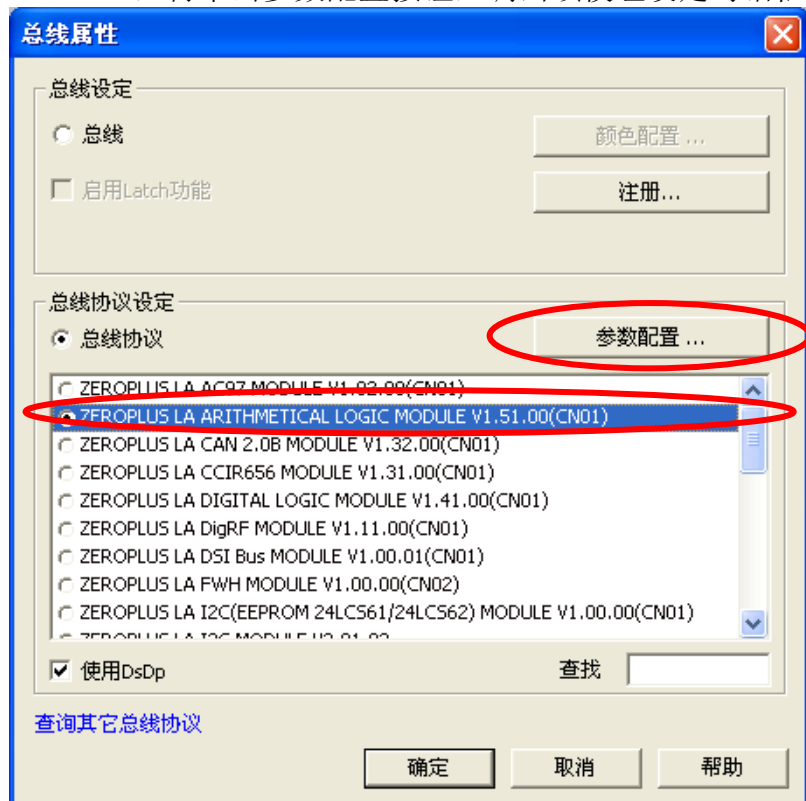 总线属性
总线设定
总线
颜色配置 ...
启用Latch功能
注册...
总线协议设定
总线协议
参数配置 ...
ZEROPLUS LA AC97 MODULE V1.02.00(CN01)
ZEROPLUS LA ARITHMETICAL LOGIC MODULE V1.51.00(CN01)
ZEROPLUS LA CAN 2.0B MODULE V1.32.00(CN01)
ZEROPLUS LA CCIR656 MODULE V1.31.00(CN01)
ZEROPLUS LA DIGITAL LOGIC MODULE V1.41.00(CN01)
ZEROPLUS LA DigRF MODULE V1.11.00(CN01)
ZEROPLUS LA DSI Bus MODULE V1.00.01(CN01)
ZEROPLUS LA FWH MODULE V1.00.00(CN02)
ZEROPLUS LA I2C(EEPROM 24LCS61/24LCS62) MODULE V1.00.00(CN01)
使用DsDp
查找
查询其它总线协议
确定
取消
帮助